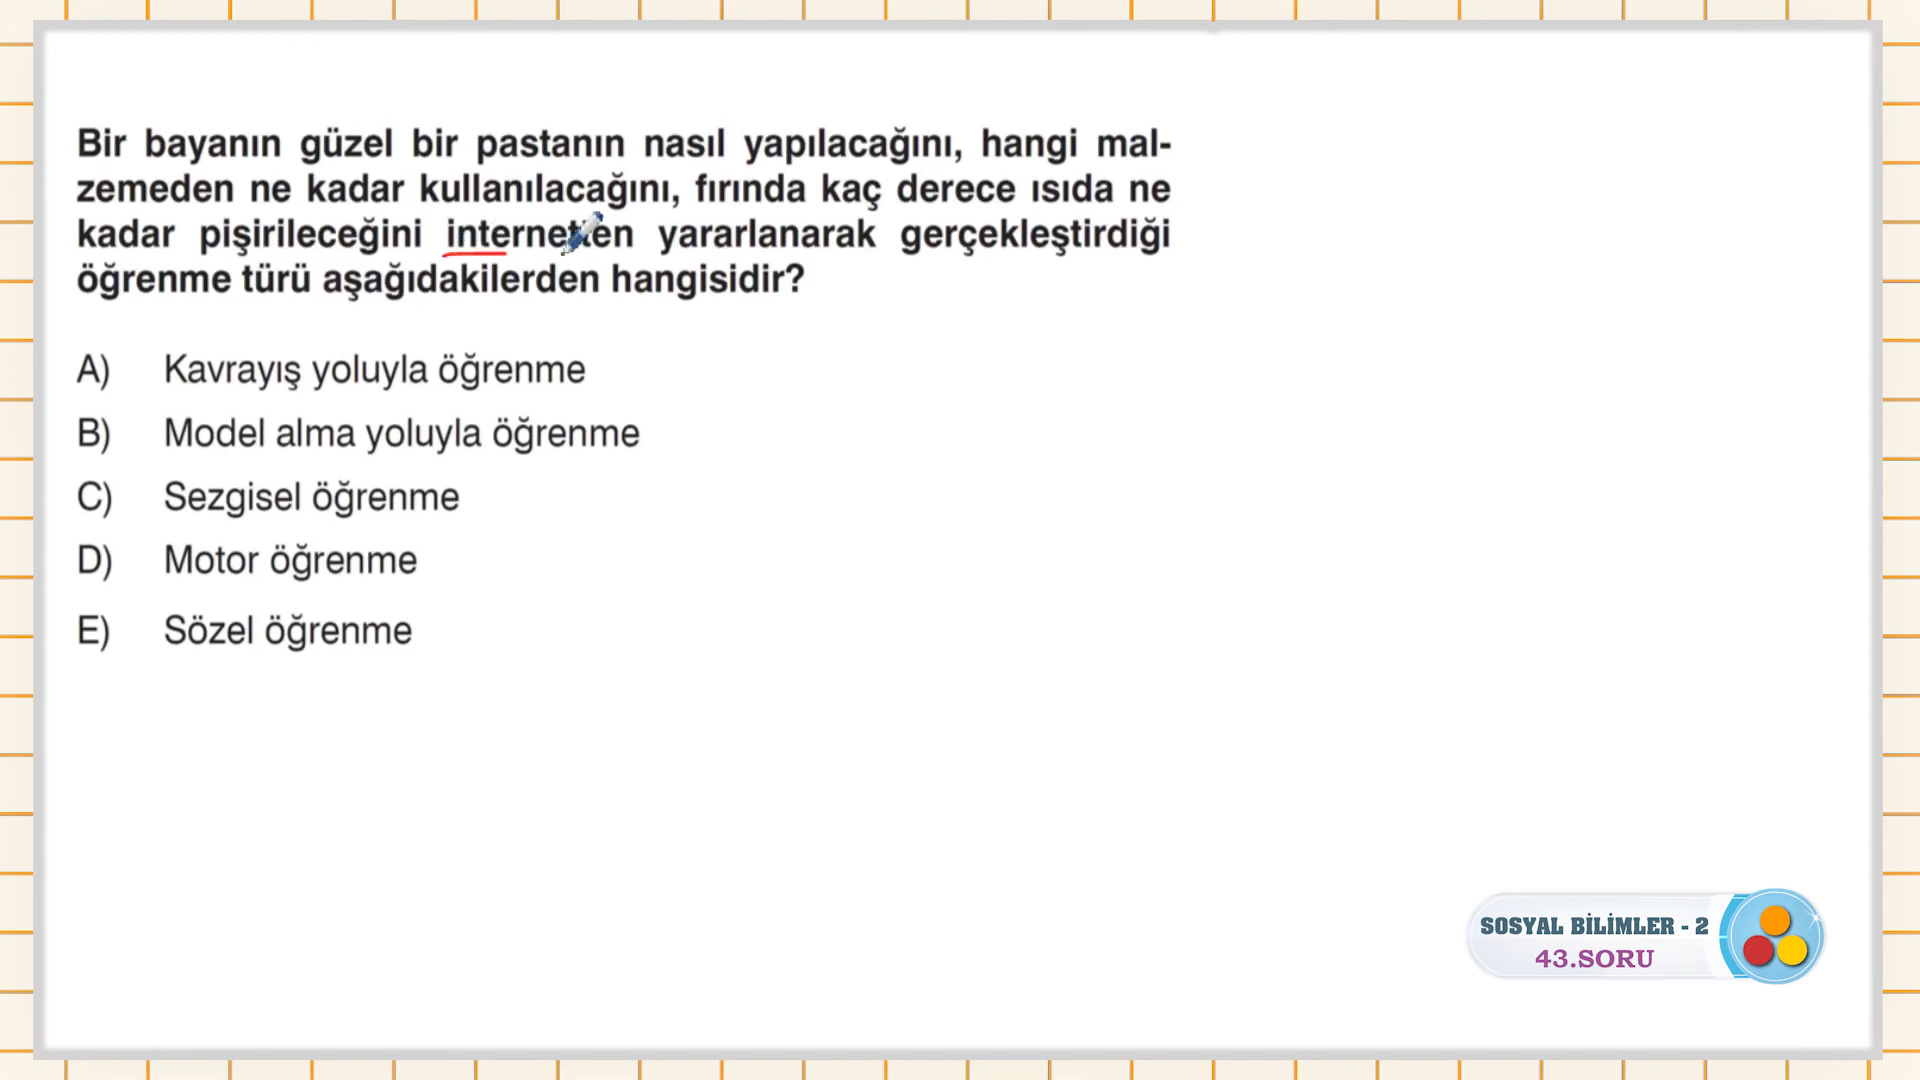 Bir bayanın güzel bir pastanın nasıl yapılacağını, hangi mal-
zemeden ne kadar kullanılacağını, fırında kaç derece ısıda ne
kadar pişirileceğini internetten yararlanarak gerçekleştirdiği
öğrenme türü aşağıdakilerden hangisidir?
A) Kavrayış yoluyla öğrenme
B) Model alma yoluyla öğrenme
C) Sezgisel öğrenme
D) Motor öğrenme
E) Sözel öğrenme
SOSYAL BİLİMLER - 2
43.SORU